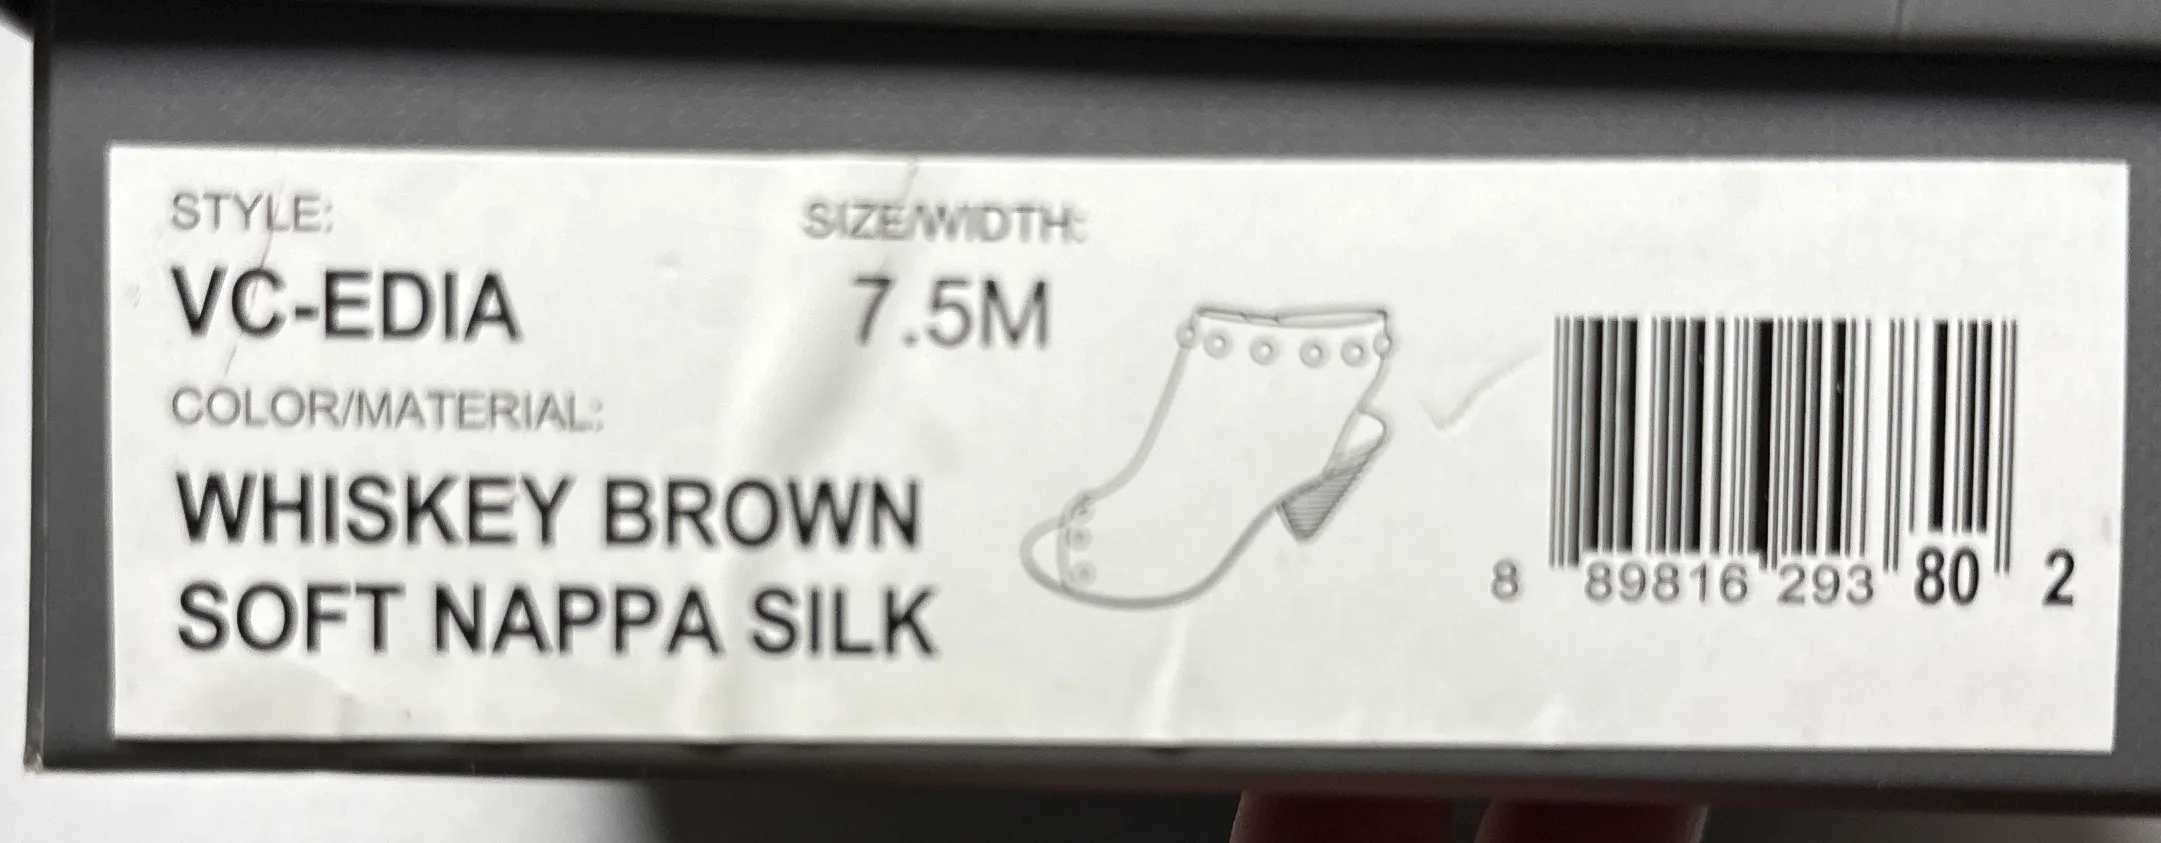 STYLE:
VC-EDIA
SIZE/WIDTH:
7.5M
COLOR/MATERIAL:
WHISKEY BROWN
SOFT NAPPA SILK
8 89816 293 80 2